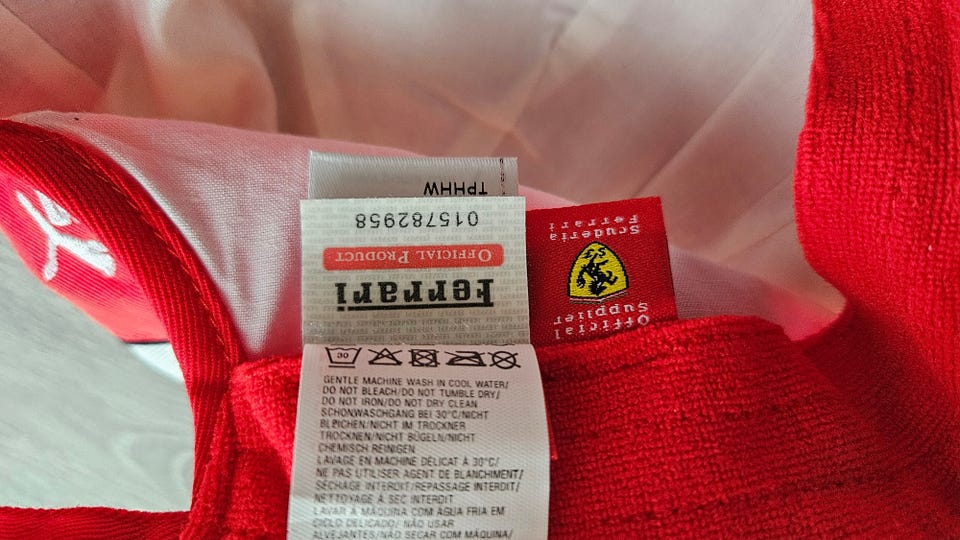 TPHHW
015782958
OFFICIAL PRODUCT
Ferrari
Official
Supplier
Scuderia
Ferrari
30
GENTLE MACHINE WASH IN COOL WATER/
DO NOT BLEACH/DO NOT TUMBLE DRY/
DO NOT IRON/DO NOT DRY CLEAN
SCHONWASCHGANG BEI 30°C/NICHT
BLEICHEN/NICHT IM TROCKNER
TROCKNEN/NICHT BÜGELN/NICHT
CHEMISCH REINIGEN
LAVAGE EN MACHINE DÉLICAT À 30°C/
NE PAS UTILISER AGENT DE BLANCHIMENT/
SÉCHAGE INTERDIT/REPASSAGE INTERDIT/
NETTOYAGE À SEC INTERDIT
LAVAR À MÁQUINA COM ÁGUA FRIA EM
CICLO DELICADO/ NÃO USAR
ALVEJANTES/NÃO SECAR COM MÁQUINA/